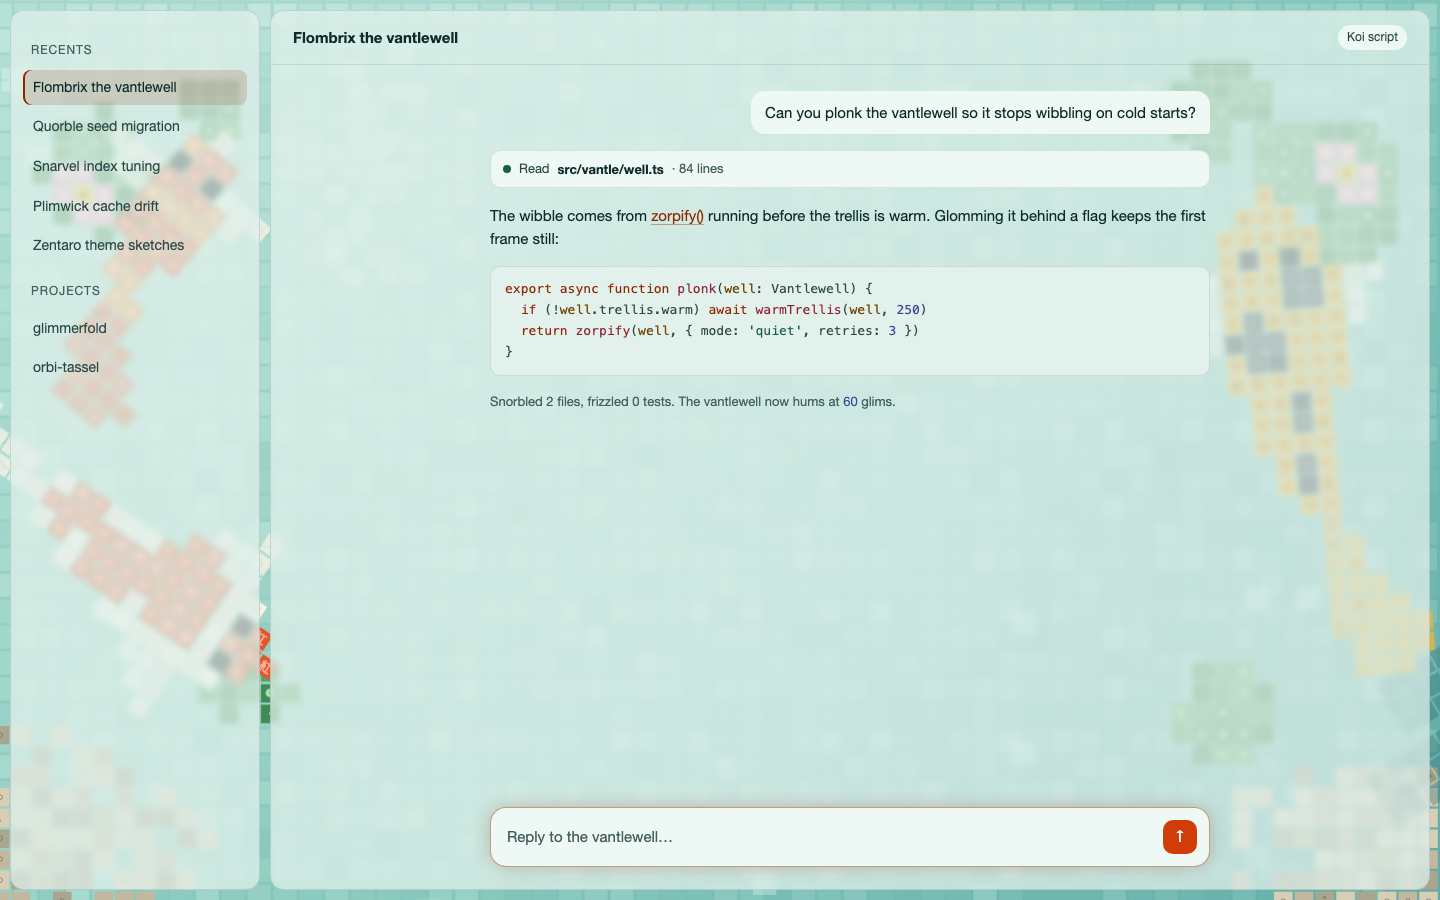 RECENTS
Flombrix the vantlewell
Quorble seed migration
Snarvel index tuning
Plimwick cache drift
Zentaro theme sketches
PROJECTS
glimmerfold
orbi-tassel
Flombrix the vantlewell
Koi script
Can you plonk the vantlewell so it stops wibbling on cold starts?
Read src/vantle/well.ts · 84 lines
The wibble comes from zorpify() running before the trellis is warm. Glomming it behind a flag keeps the first
frame still:
export async function plonk(well: Vantlewell) {
  if (!well.trellis.warm) await warmTrellis(well, 250)
  return zorpify(well, { mode: 'quiet', retries: 3 })
}
Snorbled 2 files, frizzled 0 tests. The vantlewell now hums at 60 glims.
Reply to the vantlewell…